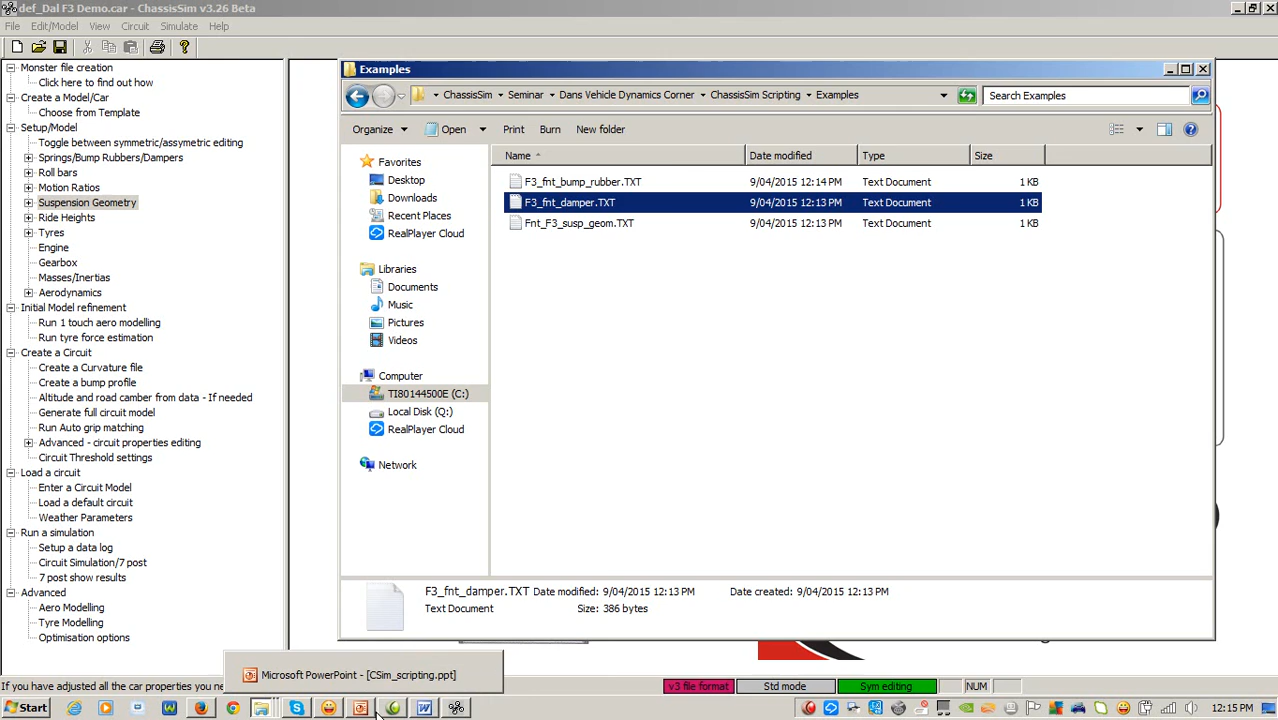 def_Dal F3 Demo.car - ChassisSim v3.26 Beta
File Edit/Model View Circuit Simulate Help
Monster file creation
Click here to find out how
Create a Model/Car
Choose from Template
Setup/Model
Toggle between symmetric/assymetric editing
Springs/Bump Rubbers/Dampers
Roll bars
Motion Ratios
Suspension Geometry
Ride Heights
Tyres
Engine
Gearbox
Masses/Inertias
Aerodynamics
Initial Model refinement
Run 1 touch aero modelling
Run tyre force estimation
Create a Circuit
Create a Curvature file
Create a bump profile
Altitude and road camber from data - If needed
Generate full circuit model
Run Auto grip matching
Advanced - circuit properties editing
Circuit Threshold settings
Load a circuit
Enter a Circuit Model
Load a default circuit
Weather Parameters
Run a simulation
Setup a data log
Circuit Simulation/7 post
7 post show results
Advanced
Aero Modelling
Tyre Modelling
Optimisation options
Examples
ChassisSim Seminar Dans Vehicle Dynamics Corner ChassisSim Scripting Examples
Search Examples
Organize Open Print Burn New folder
Favorites
Desktop
Downloads
Recent Places
RealPlayer Cloud
Libraries
Documents
Music
Pictures
Videos
Computer
TI80144500E (C:)
Local Disk (Q:)
RealPlayer Cloud
Network
Name Date modified Type Size
F3_fnt_bump_rubber.TXT 9/04/2015 12:14 PM Text Document 1 KB
F3_fnt_damper.TXT 9/04/2015 12:13 PM Text Document 1 KB
Fnt_F3_susp_geom.TXT 9/04/2015 12:13 PM Text Document 1 KB
F3_fnt_damper.TXT Date modified: 9/04/2015 12:13 PM Date created: 9/04/2015 12:13 PM
Text Document Size: 386 bytes
Microsoft PowerPoint - [CSim_scripting.ppt]
If you have adjusted all the car properties you ne
v3 file format Std mode Sym editing NUM
Start
12:15 PM